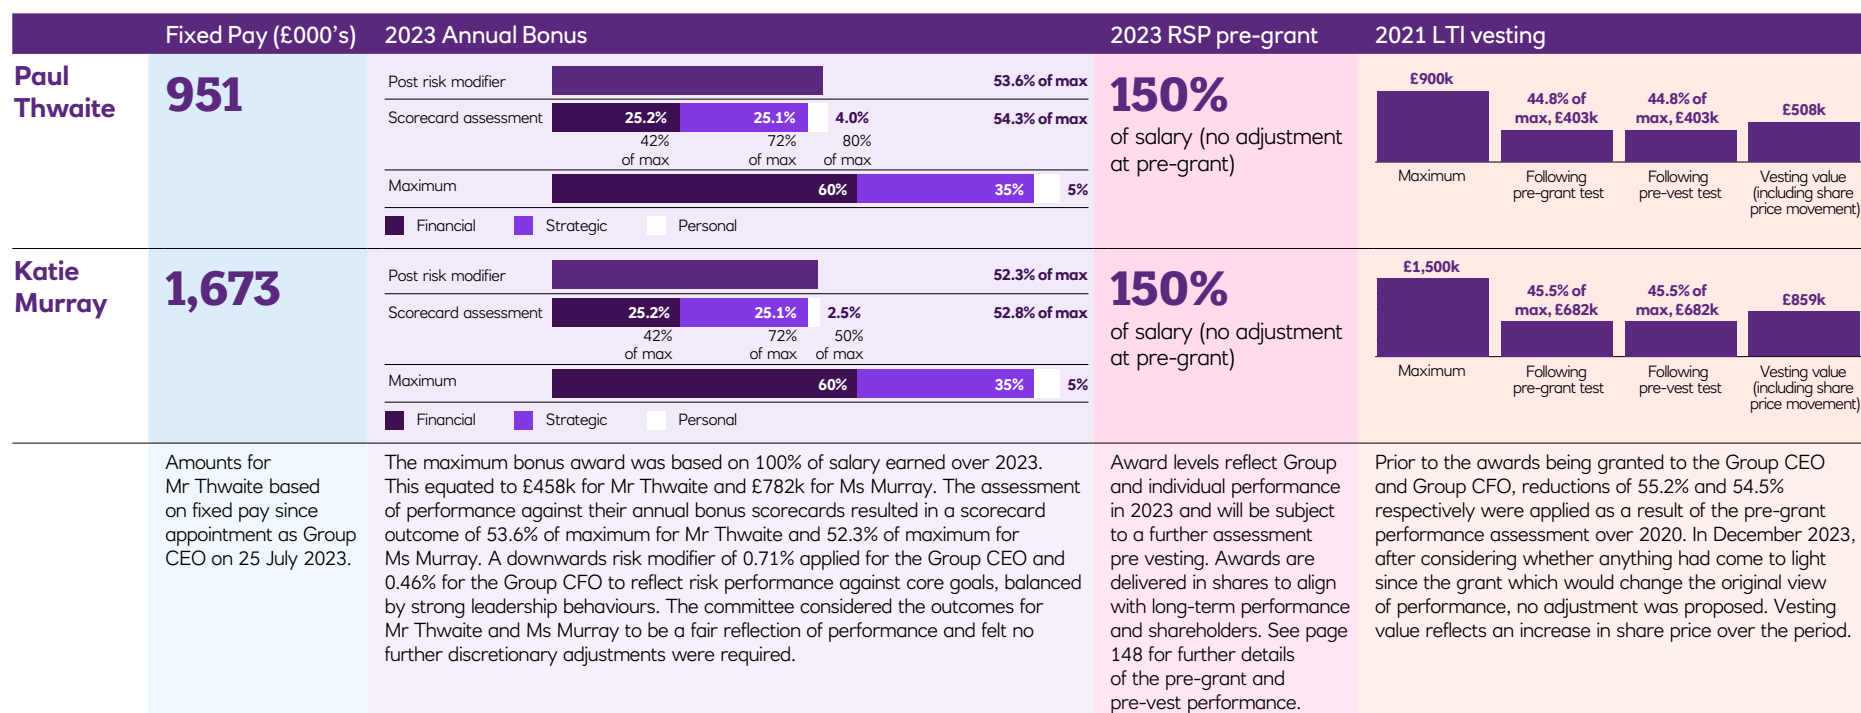 Fixed Pay (£000’s) 2023 Annual Bonus 2023 RSP pre-grant 2021 LTI vesting
Paul
Thwaite
951
Post risk modifier 53.6% of max
Scorecard assessment 25.2% 25.1% 4.0% 54.3% of max
42% 72% 80%
of max of max of max
Maximum 60% 35% 5%
Financial Strategic Personal
150%
of salary (no adjustment
at pre-grant)
£900k
44.8% of
max, £403k
44.8% of
max, £403k
£508k
Maximum
Following
pre-grant test
Following
pre-vest test
Vesting value
(including share
price movement)
Katie
Murray
1,673
Post risk modifier 52.3% of max
Scorecard assessment 25.2% 25.1% 2.5% 52.8% of max
42% 72% 50%
of max of max of max
Maximum 60% 35% 5%
Financial Strategic Personal
150%
of salary (no adjustment
at pre-grant)
£1,500k
45.5% of
max, £682k
45.5% of
max, £682k
£859k
Maximum
Following
pre-grant test
Following
pre-vest test
Vesting value
(including share
price movement)
Amounts for
Mr Thwaite based
on fixed pay since
appointment as Group
CEO on 25 July 2023.
The maximum bonus award was based on 100% of salary earned over 2023.
This equated to £458k for Mr Thwaite and £782k for Ms Murray. The assessment
of performance against their annual bonus scorecards resulted in a scorecard
outcome of 53.6% of maximum for Mr Thwaite and 52.3% of maximum for
Ms Murray. A downwards risk modifier of 0.71% applied for the Group CEO and
0.46% for the Group CFO to reflect risk performance against core goals, balanced
by strong leadership behaviours. The committee considered the outcomes for
Mr Thwaite and Ms Murray to be a fair reflection of performance and felt no
further discretionary adjustments were required.
Award levels reflect Group
and individual performance
in 2023 and will be subject
to a further assessment
pre vesting. Awards are
delivered in shares to align
with long-term performance
and shareholders. See page
148 for further details
of the pre-grant and
pre-vest performance.
Prior to the awards being granted to the Group CEO
and Group CFO, reductions of 55.2% and 54.5%
respectively were applied as a result of the pre-grant
performance assessment over 2020. In December 2023,
after considering whether anything had come to light
since the grant which would change the original view
of performance, no adjustment was proposed. Vesting
value reflects an increase in share price over the period.